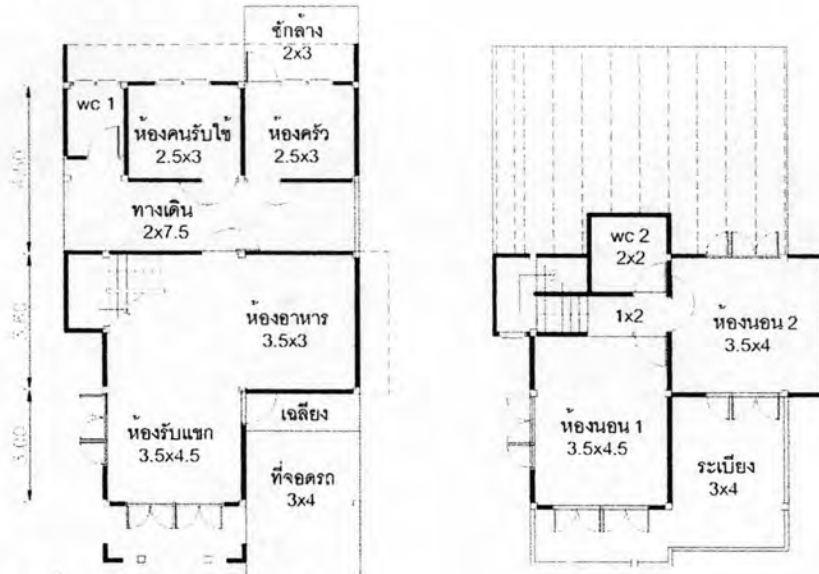 ซักล้าง
2x3
wc 1
ห้องคนรับใช้
2.5x3
ห้องครัว
2.5x3
ทางเดิน
2x7.5
ห้องอาหาร
3.5x3
เฉลียง
ห้องรับแขก
3.5x4.5
ที่จอดรถ
3x4
3.00
wc 2
2x2
1x2
ห้องนอน 2
3.5x4
ห้องนอน 1
3.5x4.5
ระเบียง
3x4